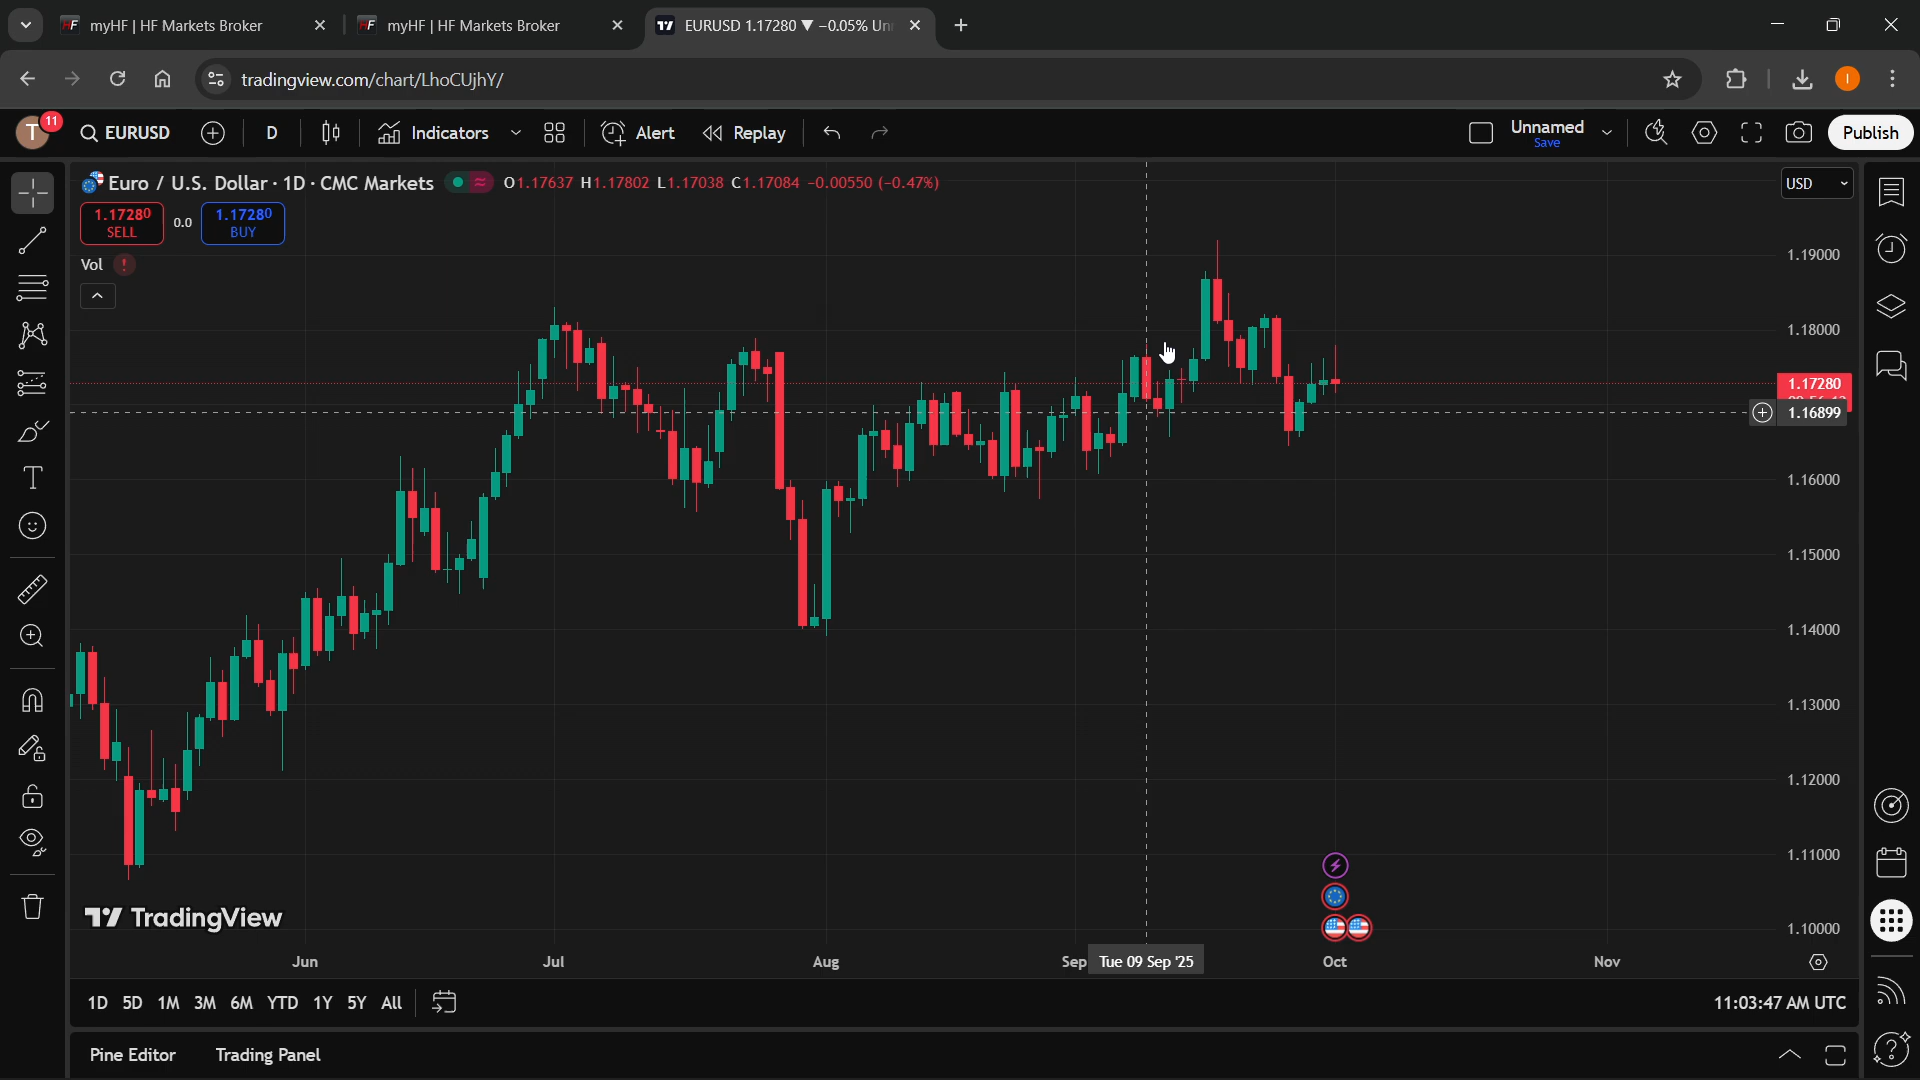 myHF | HF Markets Broker
myHF | HF Markets Broker
EURUSD 1.17280 ▼ −0.05% Un
tradingview.com/chart/LhoCUjhY/
T
11
EURUSD
D
Indicators
Alert
Replay
Unnamed
Save
Publish
Euro / U.S. Dollar · 1D · CMC Markets
O1.17637 H1.17802 L1.17038 C1.17084 −0.00550 (−0.47%)
USD
1.17280
SELL
0.0
1.17280
BUY
Vol
1.19000
1.18000
1.17280
1.16899
1.16000
1.15000
1.14000
1.13000
1.12000
1.11000
1.10000
TradingView
Jun
Jul
Aug
Sep
Tue 09 Sep '25
Oct
Nov
1D 5D 1M 3M 6M YTD 1Y 5Y All
11:03:47 AM UTC
Pine Editor
Trading Panel